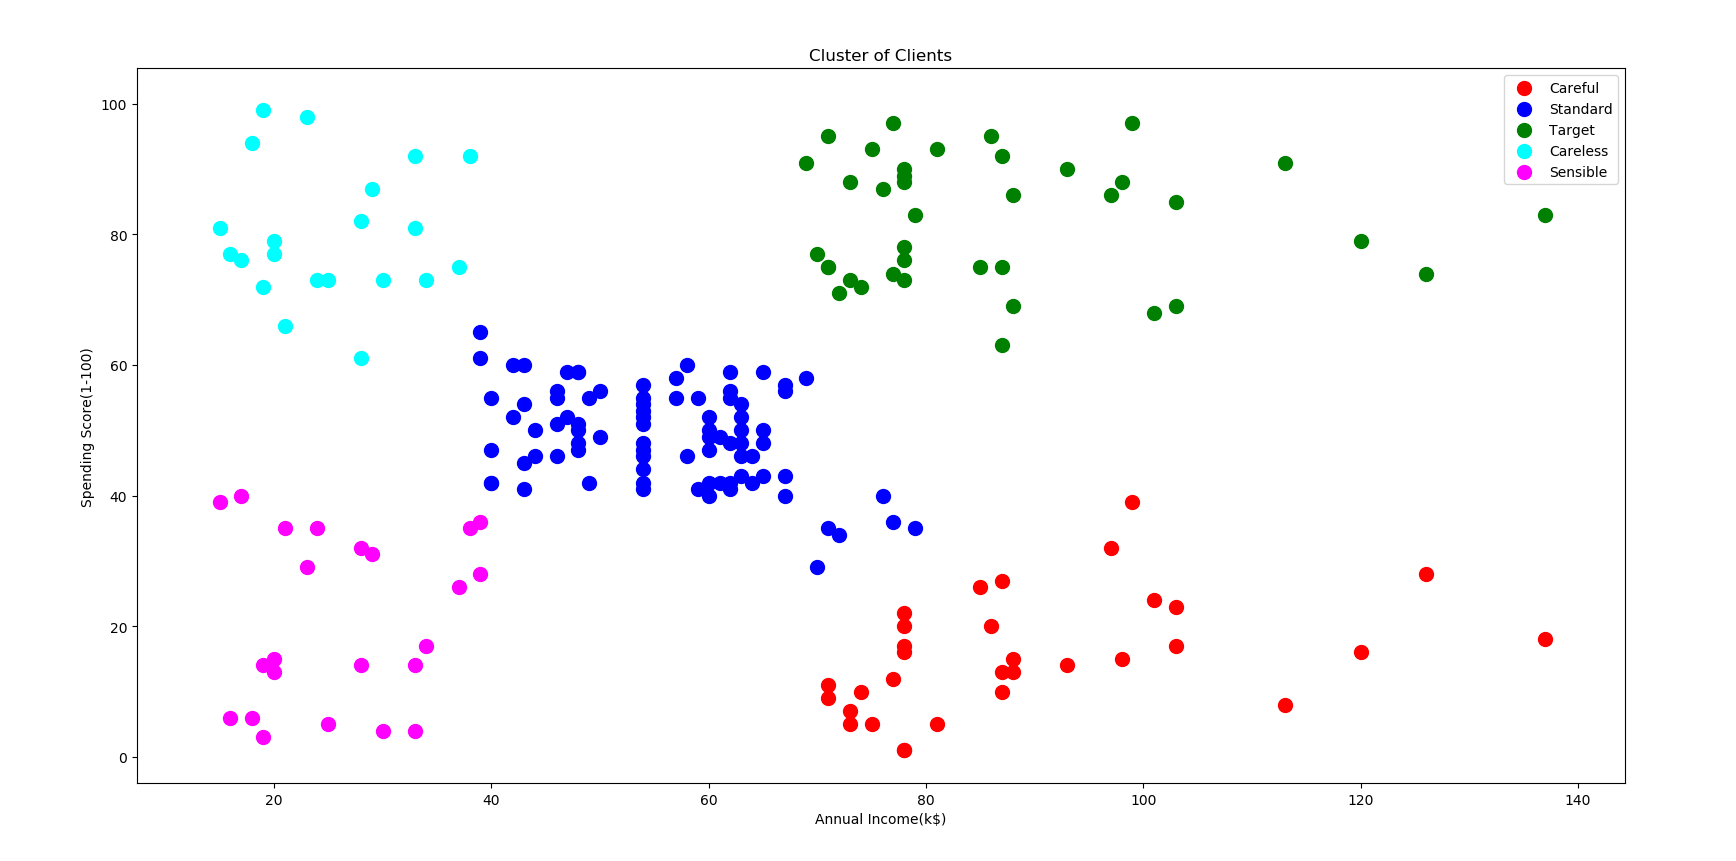 Cluster of Clients
Careful
Standard
Target
Careless
Sensible
100
80
60
40
20
0
Spending Score(1-100)
20 40 60 80 100 120 140
Annual Income(k$)